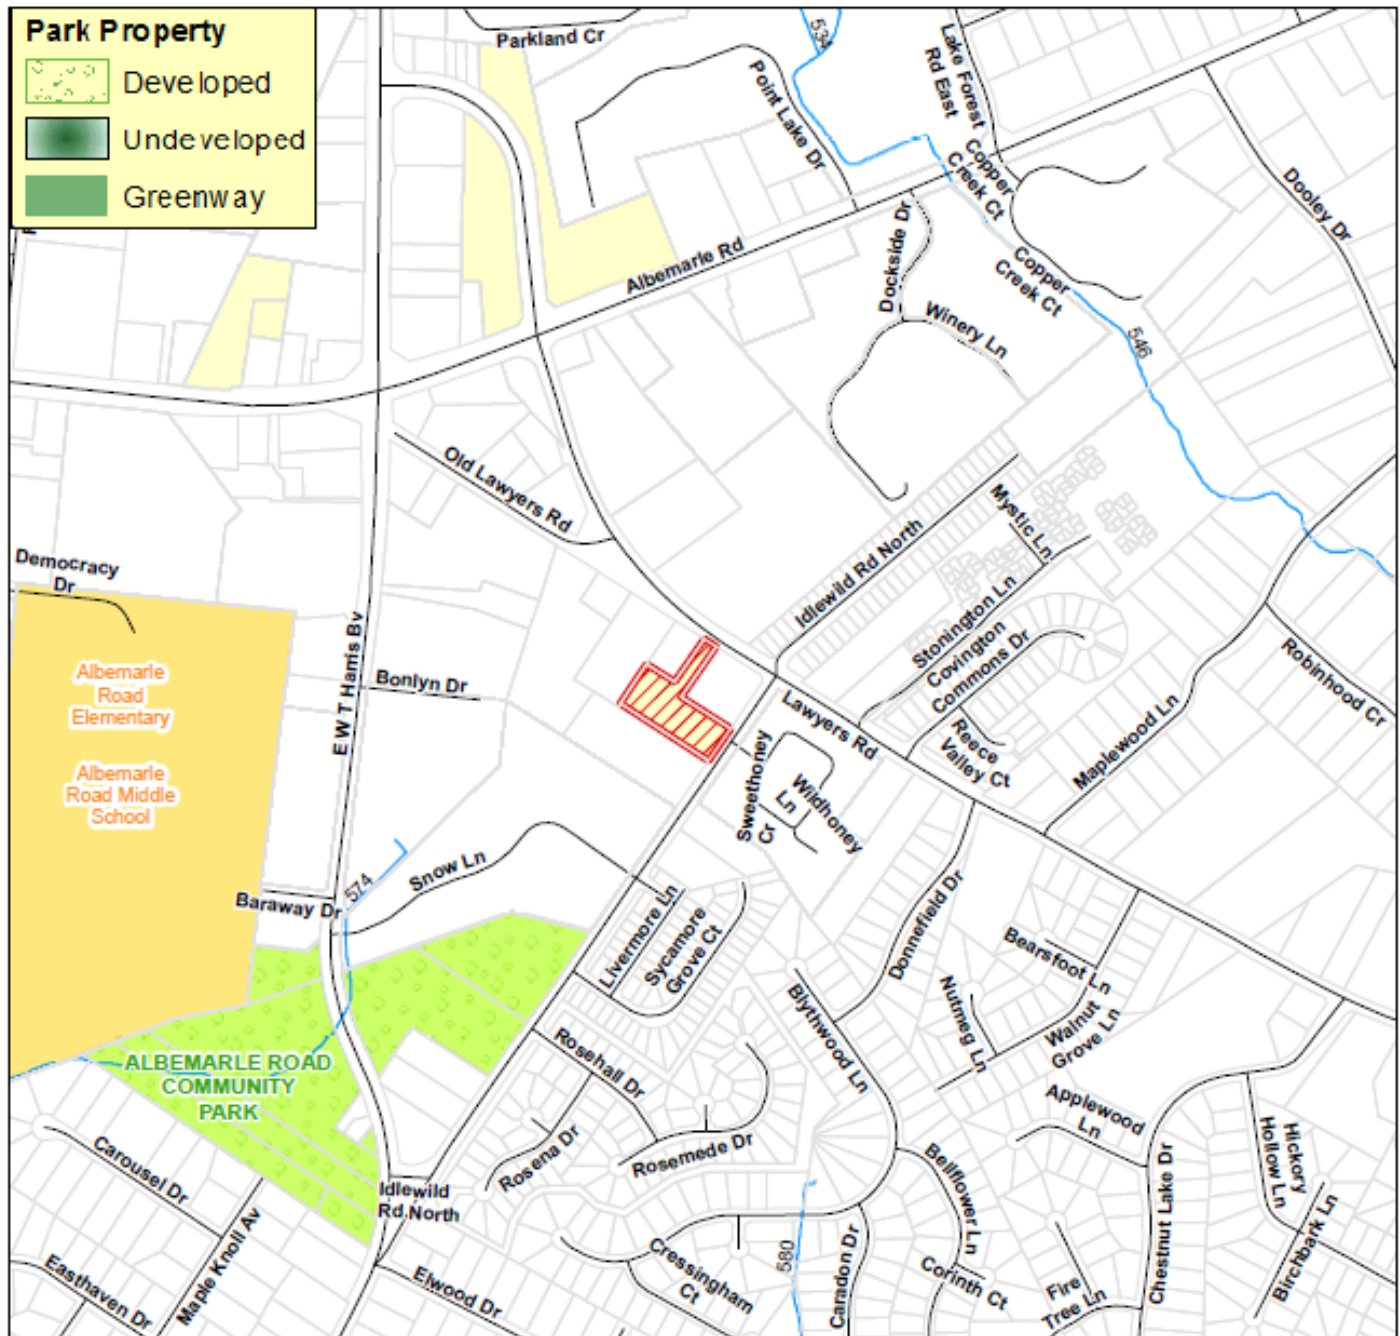 Park Property
Developed
Undeveloped
Greenway
Parkland Cr
534
Lake Forest
Rd East
Point Lake Dr
Copper
Creek Ct
Dooley Dr
Dockside Dr
Albemarle Rd
Copper
Creek Ct
Winery Ln
546
Old Lawyers Rd
Mystic Ln
Idlewild Rd North
Democracy
Dr
Stonington Ln
Covington
Commons Dr
E W T Harris Bv
Albemarle
Road
Elementary
Bonlyn Dr
Robinhood Cr
Lawyers Rd
Reece
Valley Ct
Maplewood Ln
Albemarle
Road Middle
School
Sweethoney
Cr
Wildhoney
Ln
Snow Ln
574
Baraway Dr
Livermore Ln
Sycamore
Grove Ct
Donnefield Dr
Bearsfoot Ln
Nutmeg Ln
Walnut
Grove Ln
Blythwood Ln
ALBEMARLE ROAD
COMMUNITY
PARK
Rosehall Dr
Applewood
Ln
Hickory
Hollow Ln
Carousel Dr
Rosena Dr
Rosemede Dr
Bellflower Ln
Chestnut Lake Dr
Idlewild
Rd North
Maple Knoll Av
Birchbark Ln
Easthaven Dr
Elwood Dr
Cressingham
Ct
580
Caradon Dr
Corinth Ct
Fire
Tree Ln